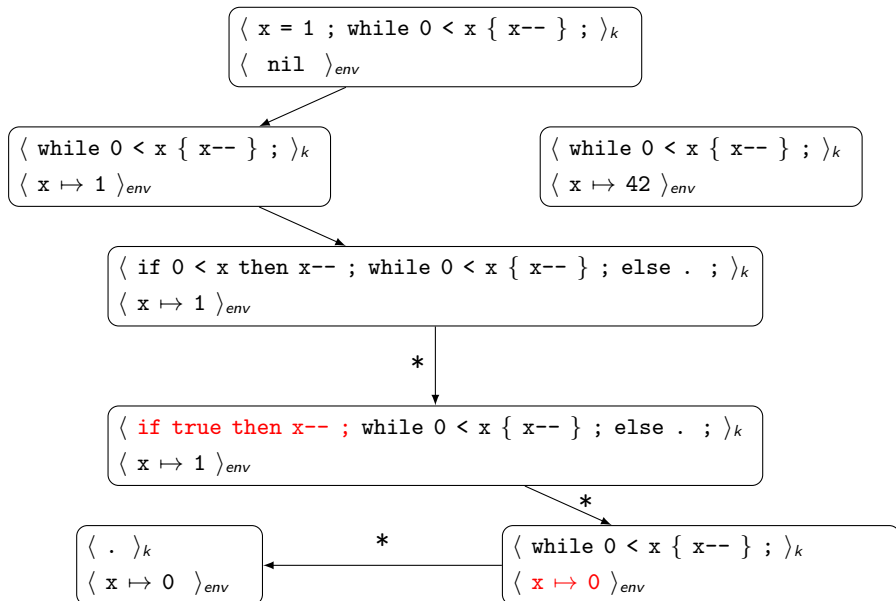 ⟨ x = 1 ; while 0 < x { x-- } ; ⟩k
⟨ nil ⟩env
⟨ while 0 < x { x-- } ; ⟩k
⟨ x ↦ 1 ⟩env
⟨ while 0 < x { x-- } ; ⟩k
⟨ x ↦ 42 ⟩env
⟨ if 0 < x then x-- ; while 0 < x { x-- } ; else . ; ⟩k
⟨ x ↦ 1 ⟩env
*
⟨ if true then x-- ; while 0 < x { x-- } ; else . ; ⟩k
⟨ x ↦ 1 ⟩env
*
*
⟨ . ⟩k
⟨ x ↦ 0 ⟩env
⟨ while 0 < x { x-- } ; ⟩k
⟨ x ↦ 0 ⟩env